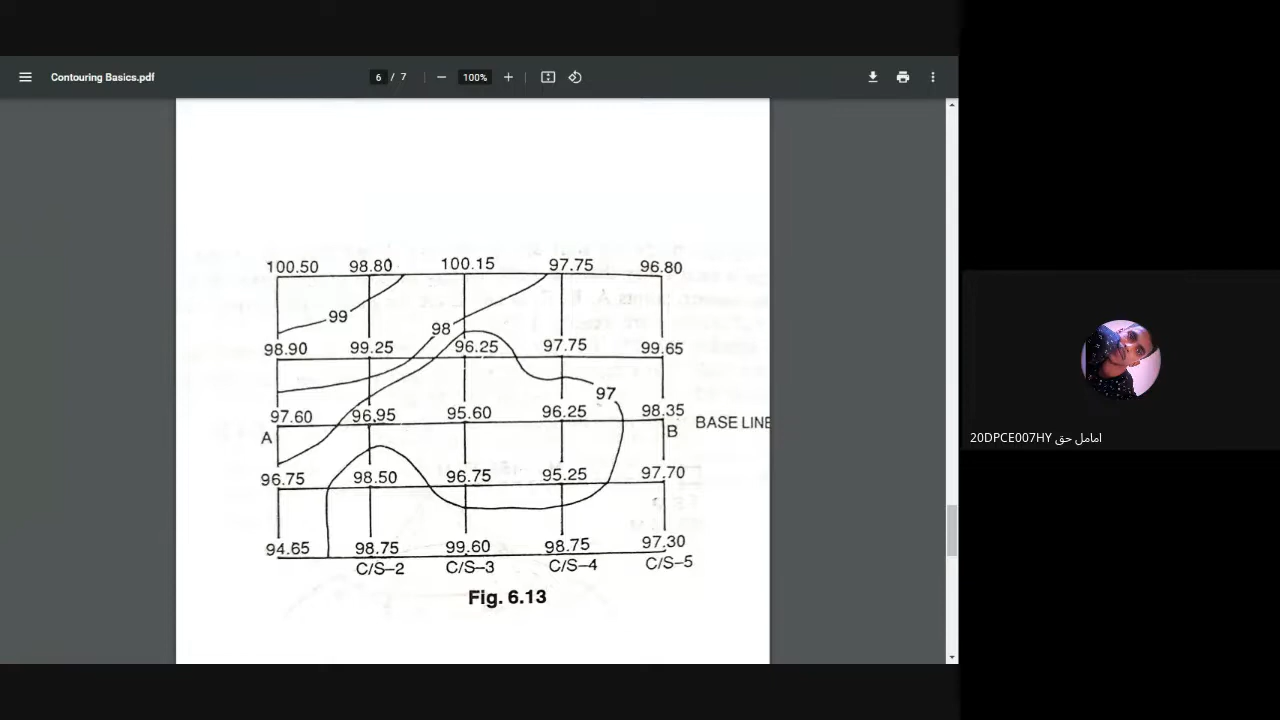 Contouring Basics.pdf
6 / 7
100%
100.50 98.80 100.15 97.75 96.80
99
98
98.90 99.25 96.25 97.75 99.65
97
97.60 96.95 95.60 96.25 98.35
A B BASE LINE
96.75 98.50 96.75 95.25 97.70
94.65 98.75 99.60 98.75 97.30
C/S–2 C/S–3 C/S–4 C/S–5
Fig. 6.13
20DPCE007HY امامل حق